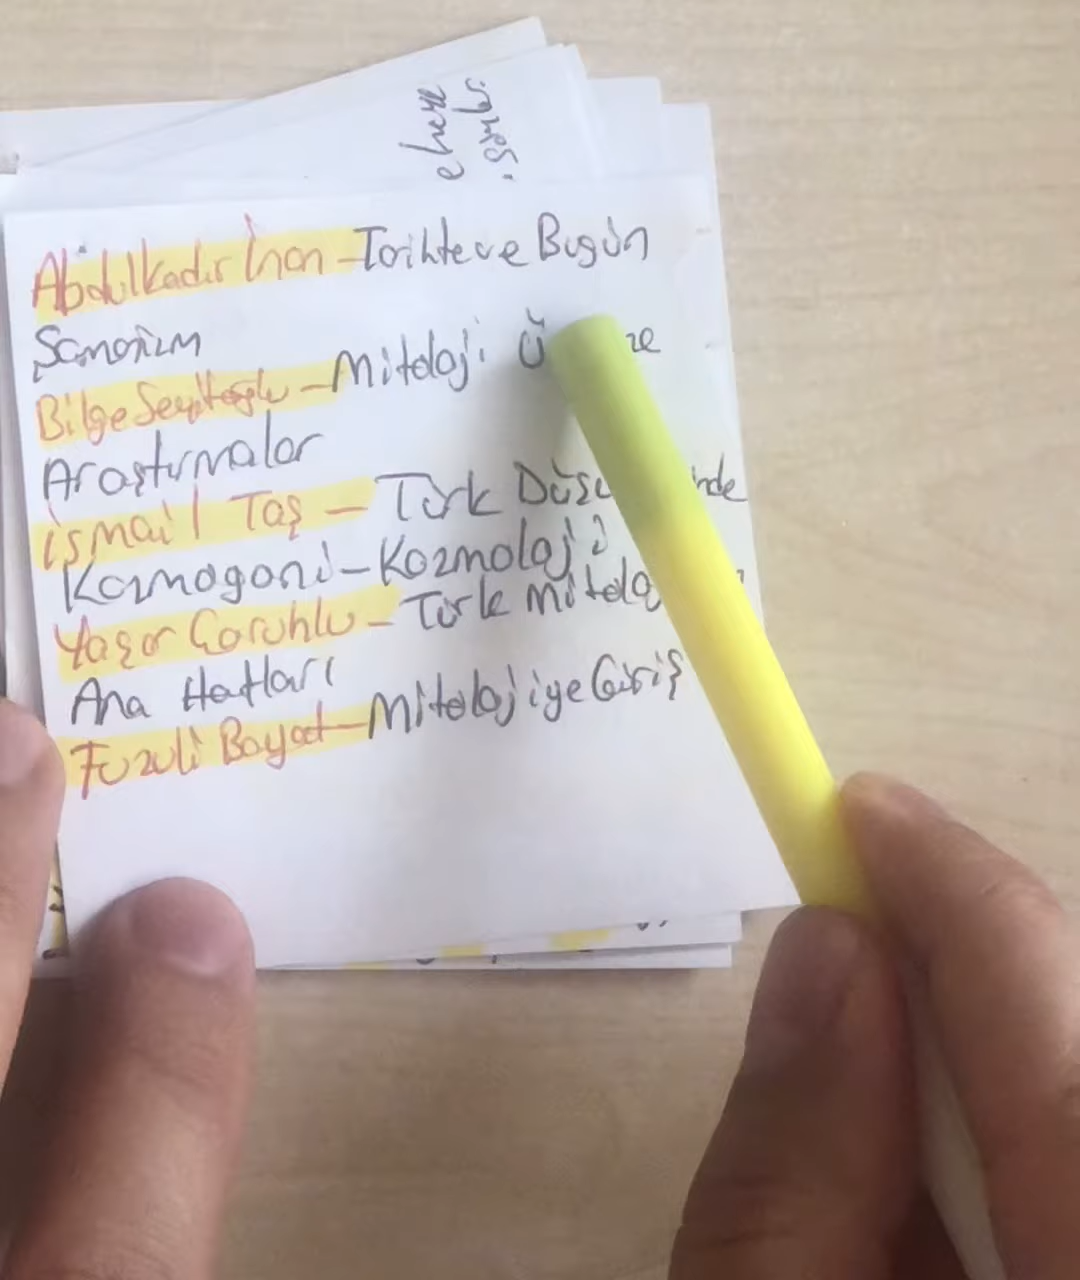 Abdülkadir İnan - Tarihte ve Bugün
Şamanizm
Bilge Seyitoğlu - Mitoloji
Araştırmalar
İsmail Taş - Türk
Kozmogoni - Kozmoloji
Yaşar Çoruhlu - Türk
Ana Hatları
Fuzuli Bayat - Mitolojiye Giriş